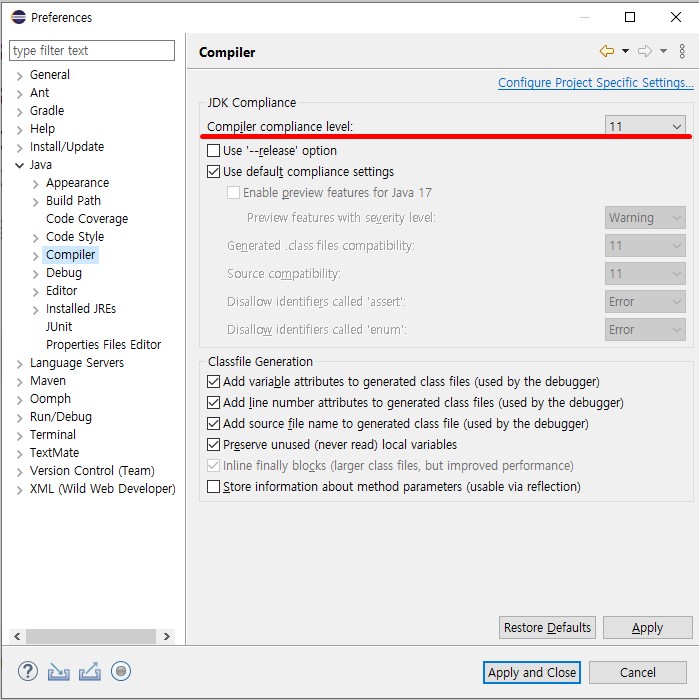 Preferences
type filter text
General
Ant
Gradle
Help
Install/Update
Java
Appearance
Build Path
Code Coverage
Code Style
Compiler
Debug
Editor
Installed JREs
JUnit
Properties Files Editor
Language Servers
Maven
Oomph
Run/Debug
Terminal
TextMate
Version Control (Team)
XML (Wild Web Developer)
Compiler
Configure Project Specific Settings...
JDK Compliance
Compiler compliance level: 11
Use '--release' option
Use default compliance settings
Enable preview features for Java 17
Preview features with severity level: Warning
Generated .class files compatibility: 11
Source compatibility: 11
Disallow identifiers called 'assert': Error
Disallow identifiers called 'enum': Error
Classfile Generation
Add variable attributes to generated class files (used by the debugger)
Add line number attributes to generated class files (used by the debugger)
Add source file name to generated class file (used by the debugger)
Preserve unused (never read) local variables
Inline finally blocks (larger class files, but improved performance)
Store information about method parameters (usable via reflection)
Restore Defaults Apply
Apply and Close Cancel